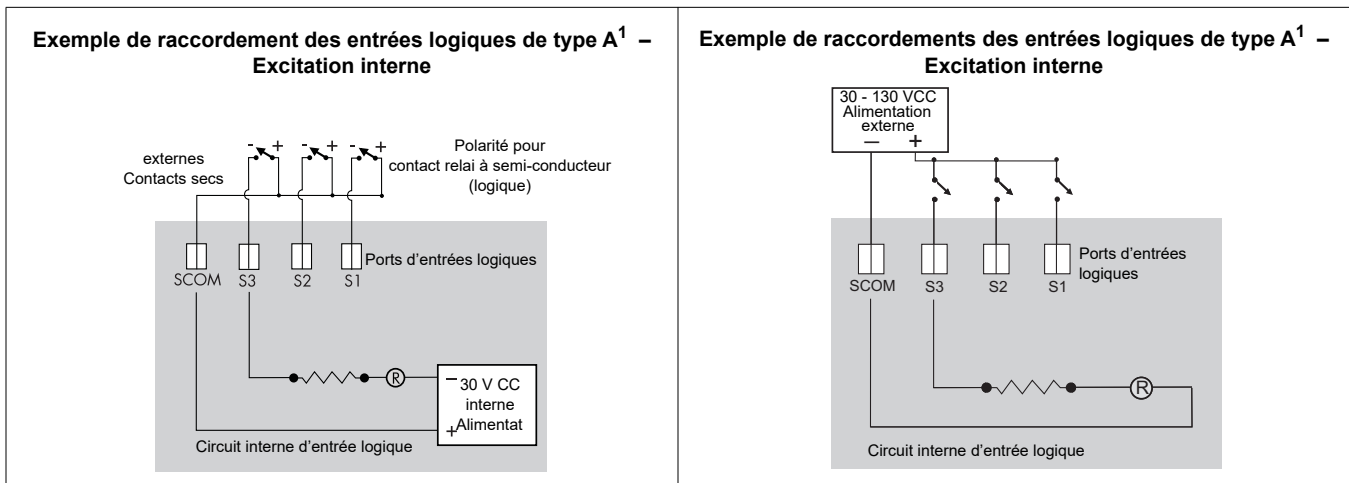 Exemple de raccordement des entrées logiques de type A1 –
Excitation interne
externes
Contacts secs
- + - + - +
Polarité pour
contact relai à semi-conducteur
(logique)
Ports d'entrées logiques
SCOM S3 S2 S1
R
– 30 V CC
interne
+ Alimentat
Circuit interne d'entrée logique
Exemple de raccordements des entrées logiques de type A1 –
Excitation interne
30 - 130 VCC
Alimentation
externe
– +
Ports d'entrées
logiques
SCOM S3 S2 S1
R
Circuit interne d'entrée logique